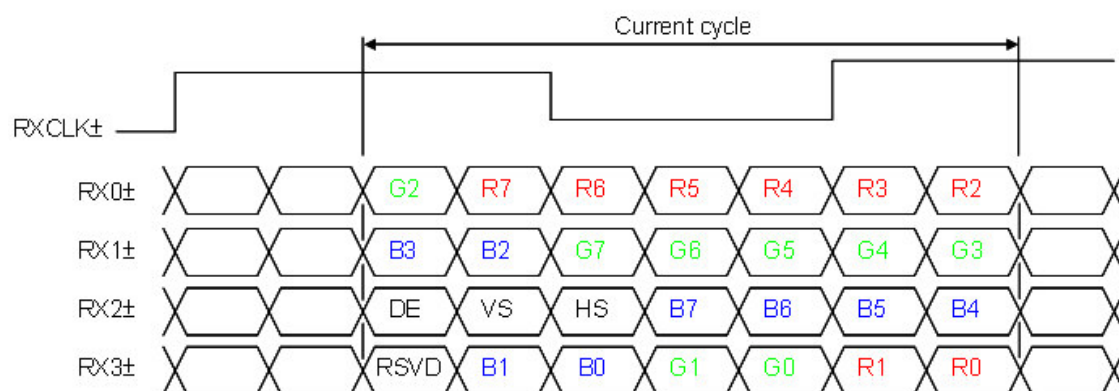 Current cycle
RXCLK±
RX0± G2 R7 R6 R5 R4 R3 R2
RX1± B3 B2 G7 G6 G5 G4 G3
RX2± DE VS HS B7 B6 B5 B4
RX3± RSVD B1 B0 G1 G0 R1 R0